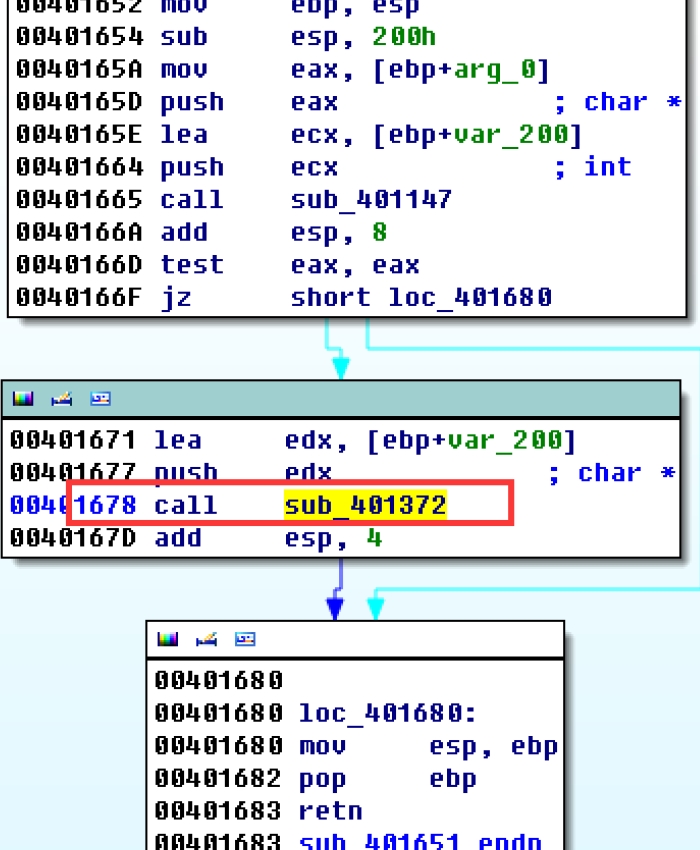 00401652 mov ebp, esp
00401654 sub esp, 200h
0040165A mov eax, [ebp+arg_0]
0040165D push eax ; char *
0040165E lea ecx, [ebp+var_200]
00401664 push ecx ; int
00401665 call sub_401147
0040166A add esp, 8
0040166D test eax, eax
0040166F jz short loc_401680
00401671 lea edx, [ebp+var_200]
00401677 push edx ; char *
00401678 call sub_401372
0040167D add esp, 4
00401680
00401680 loc_401680:
00401680 mov esp, ebp
00401682 pop ebp
00401683 retn
00401683 sub_401651 endp